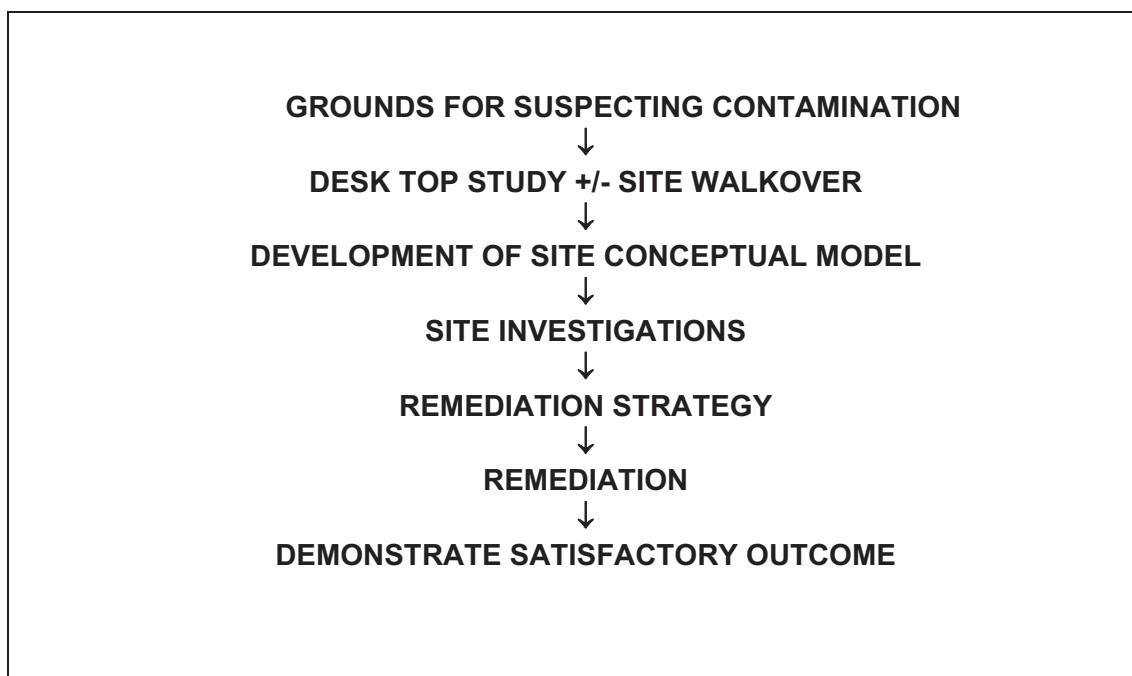 GROUNDS FOR SUSPECTING CONTAMINATION
↓
DESK TOP STUDY +/- SITE WALKOVER
↓
DEVELOPMENT OF SITE CONCEPTUAL MODEL
↓
SITE INVESTIGATIONS
↓
REMEDIATION STRATEGY
↓
REMEDIATION
↓
DEMONSTRATE SATISFACTORY OUTCOME